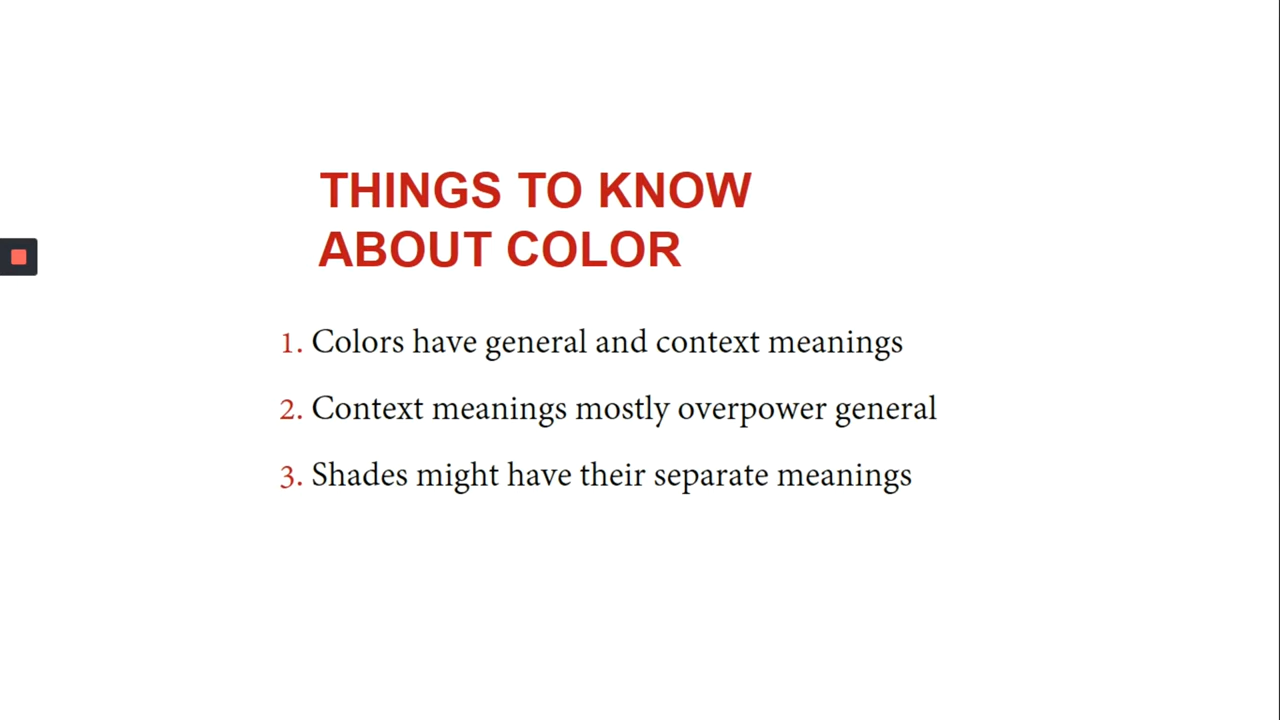 THINGS TO KNOW
ABOUT COLOR
1. Colors have general and context meanings
2. Context meanings mostly overpower general
3. Shades might have their separate meanings